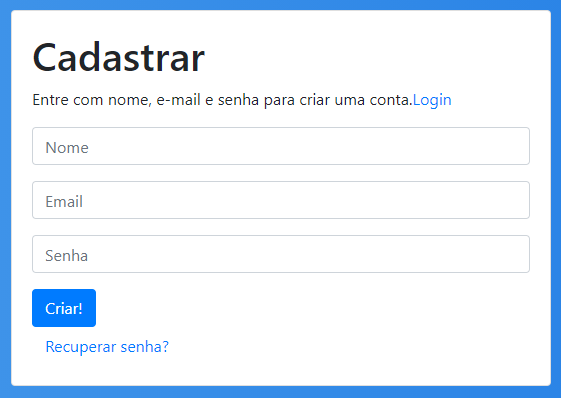 Cadastrar
Entre com nome, e-mail e senha para criar uma conta.Login
Nome
Email
Senha
Criar!
Recuperar senha?